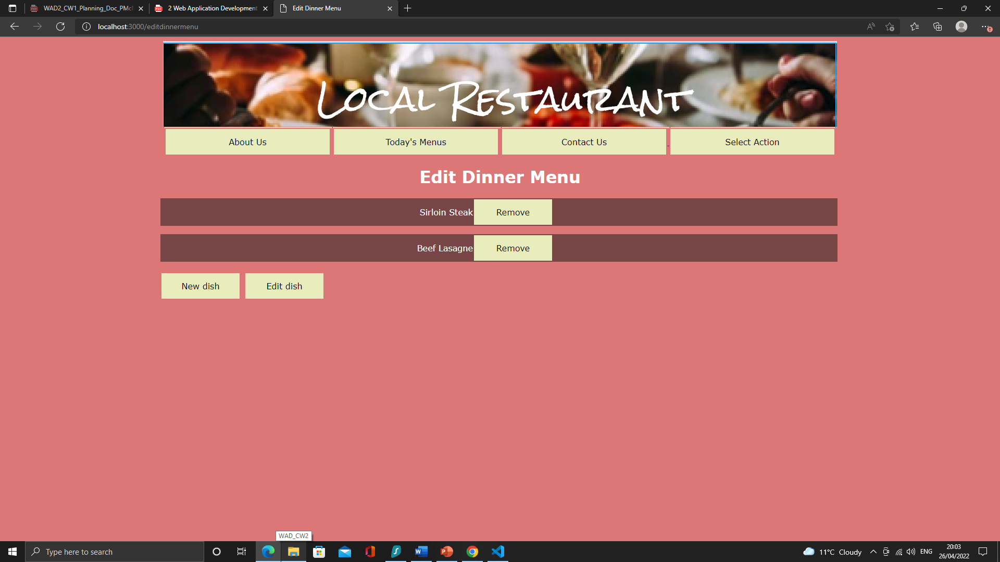 WAD2_CW1_Planning_Doc_PMc
2 Web Application Development
Edit Dinner Menu
localhost:3000/editdinnermenu
Local Restaurant
About Us
Today's Menus
Contact Us
Select Action
Edit Dinner Menu
Sirloin Steak Remove
Beef Lasagne Remove
New dish
Edit dish
WAD_CW2
Type here to search
11°C Cloudy
ENG
20:03
26/04/2022